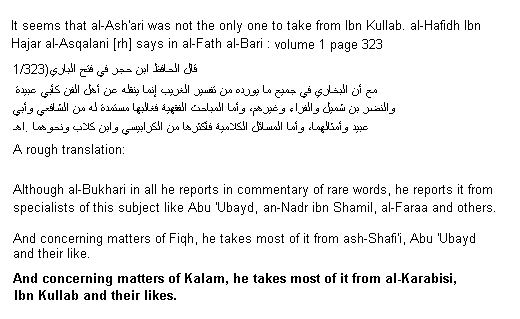 It seems that al-Ash'ari was not the only one to take from Ibn Kullab. al-Hafidh Ibn
Hajar al-Asqalani [rh] says in al-Fath al-Bari : volume 1 page 323
قال الحافظ ابن حجر في فتح الباري(1/323
مع أن البخاري في جميع ما يورده من تفسير الغريب إنما ينقله عن أهل الفن كأبي عبيدة
والنضر بن شميل والفراء وغيرهم، وأما المباحث الفقهية فغالبها مستمدة له من الشافعي وأبي
عبيد وأمثالهما، وأما المسائل الكلامية فأكثرها من الكرابيسي وابن كلاب ونحوهما .اهـ
A rough translation:
Although al-Bukhari in all he reports in commentary of rare words, he reports it from
specialists of this subject like Abu 'Ubayd, an-Nadr ibn Shamil, al-Faraa and others.
And concerning matters of Fiqh, he takes most of it from ash-Shafi'i, Abu 'Ubayd
and their like.
And concerning matters of Kalam, he takes most of it from al-Karabisi,
Ibn Kullab and their likes.